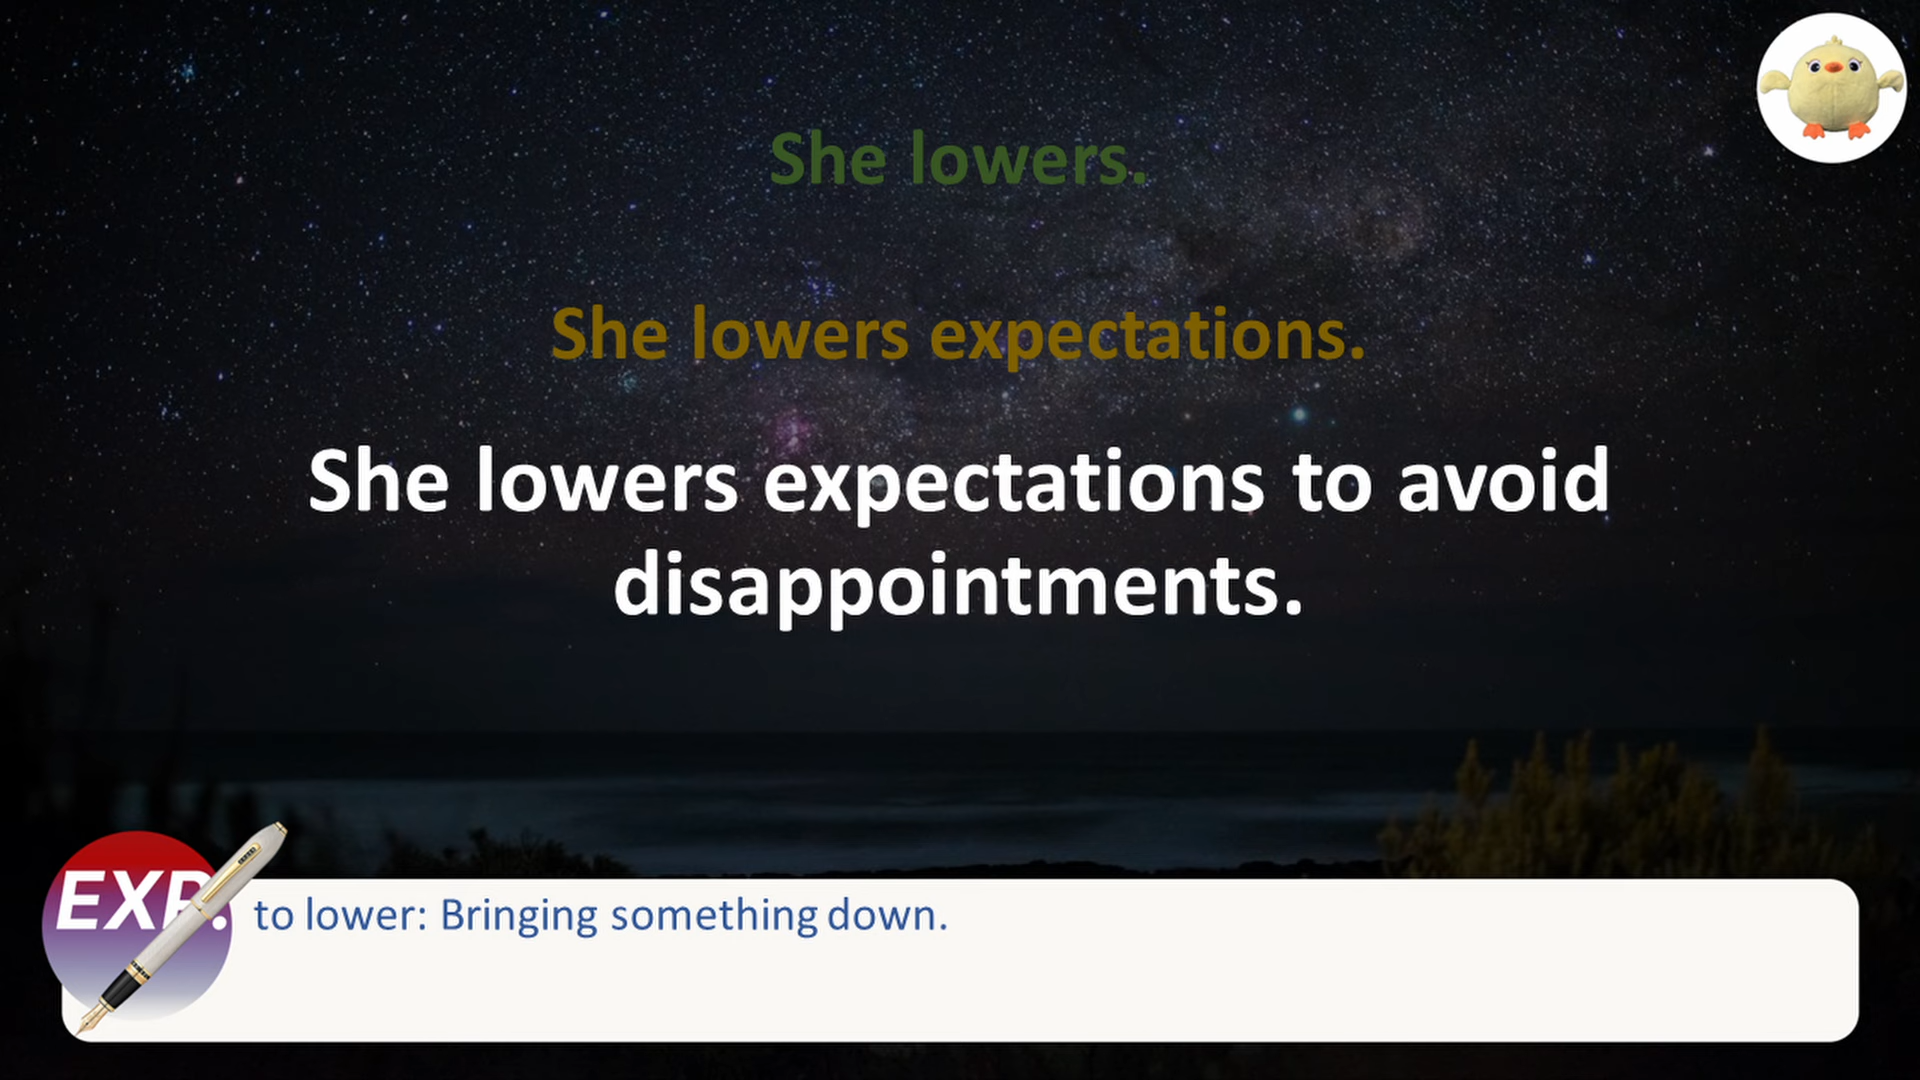 She lowers.
She lowers expectations.
She lowers expectations to avoid
disappointments.
EXP.
to lower: Bringing something down.